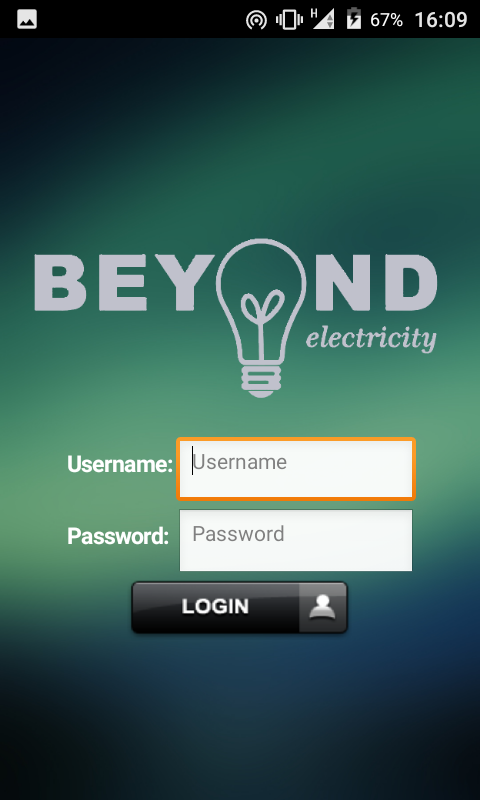 H 67% 16:09
BEYOND
electricity
Username: Username
Password: Password
LOGIN